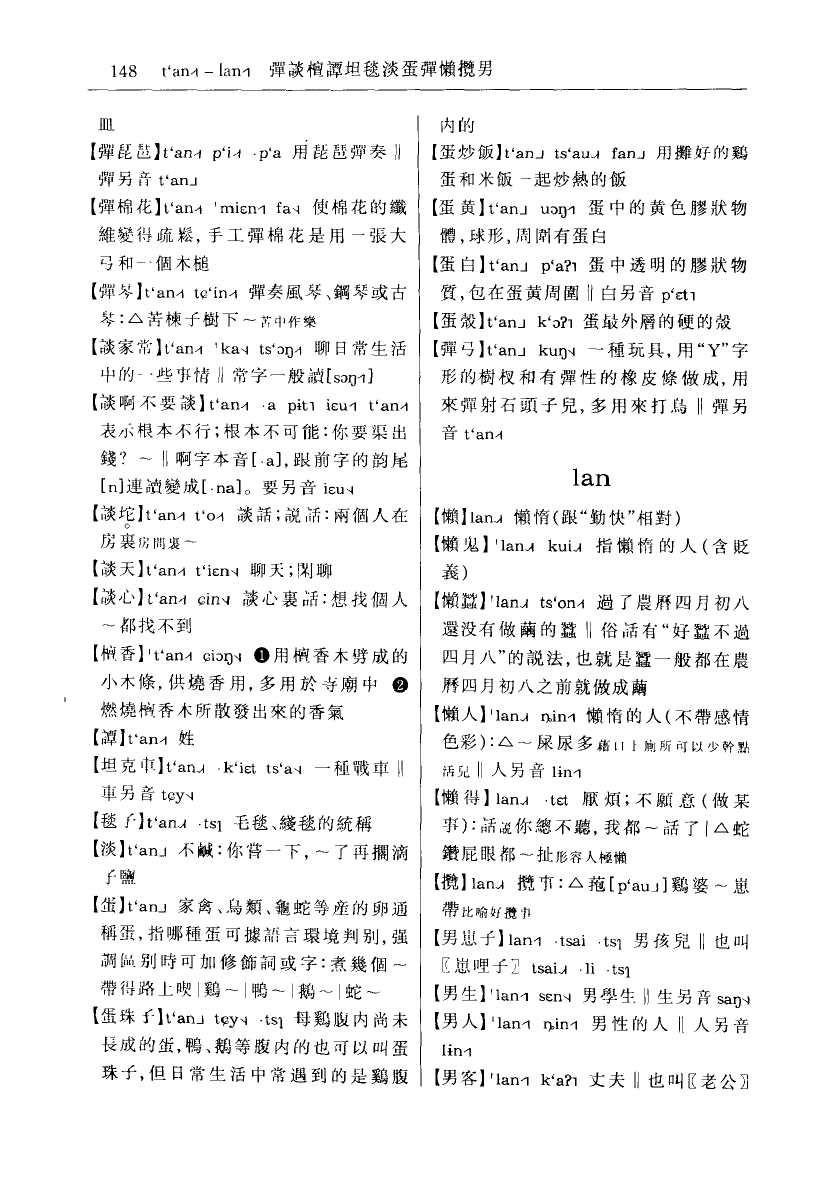 148 t‘an˧˥ – lan˧˥ 彈談檀譚坦毯淡蛋彈懶攬男
皿
【彈琵琶】t‘an˧˥ p‘i˧˥ ·p‘a 用琵琶彈奏‖
彈另音 t‘an˩
【彈棉花】t‘an˧˥ ˈmiɛn˧˥ fa˦˨ 使棉花的纖
維變得疏鬆,手工彈棉花是用一張大
弓和一個木槌
【彈琴】t‘an˧˥ tɕ‘in˧˥ 彈奏風琴、鋼琴或古
琴:△苦楝子樹下～苦中作樂
【談家常】t‘an˧˥ ˈka˦˨ ts‘ɔŋ˧˥ 聊日常生活
中的一些事情‖常字一般讀[sɔŋ˧˥]
【談啊不要談】t‘an˧˥ ·a pɨt˥ iɛu˧˥ t‘an˧˥
表示根本不行;根本不可能:你要渠出
錢? ～‖啊字本音[·a],跟前字的韵尾
[n]連讀變成[·na]。要另音 iɛu˦˨
【談坨】t‘an˧˥ t‘o˧˥ 談話;説話:兩個人在
房裏房間裏～
【談天】t‘an˧˥ t‘iɛn˦˨ 聊天;閑聊
【談心】t‘an˧˥ ɕin˦˨ 談心裏話:想找個人
～都找不到
【檀香】ˈt‘an˧˥ ɕiɔŋ˦˨ ❶用檀香木劈成的
小木條,供燒香用,多用於寺廟中 ❷
燃燒檀香木所散發出來的香氣
【譚】t‘an˧˥ 姓
【坦克車】t‘an˨˩˧ ·k‘iɛt ts‘a˦˨ 一種戰車‖
車另音 tɕy˦˨
【毯子】t‘an˨˩˧ ·tsʅ 毛毯、綫毯的統稱
【淡】t‘an˩ 不鹹:你嘗一下,～了再擱滴
子鹽
【蛋】t‘an˩ 家禽、鳥類、龜蛇等産的卵通
稱蛋,指哪種蛋可據語言環境判别,强
調區别時可加修飾詞或字:煮幾個～
帶得路上喫|鷄～|鴨～|鵝～|蛇～
【蛋珠子】t‘an˩ tɕy˦˨ ·tsʅ 母鷄腹内尚未
長成的蛋,鴨、鵝等腹内的也可以叫蛋
珠子,但日常生活中常遇到的是鷄腹
内的
【蛋炒飯】t‘an˩ ts‘au˨˩˧ fan˩ 用攤好的鷄
蛋和米飯一起炒熱的飯
【蛋黄】t‘an˩ uɔŋ˧˥ 蛋中的黄色膠狀物
體,球形,周圍有蛋白
【蛋白】t‘an˩ p‘aʔ˥ 蛋中透明的膠狀物
質,包在蛋黄周圍‖白另音 p‘ɛt˥
【蛋殻】t‘an˩ k‘ɔʔ˥ 蛋最外層的硬的殻
【彈弓】t‘an˩ kuŋ˦˨ 一種玩具,用“Y”字
形的樹杈和有彈性的橡皮條做成,用
來彈射石頭子兒,多用來打鳥‖彈另
音 t‘an˧˥
lan
【懶】lan˨˩˧ 懶惰(跟“勤快”相對)
【懶鬼】ˈlan˨˩˧ kui˨˩˧ 指懶惰的人(含貶
義)
【懶蠶】ˈlan˨˩˧ ts‘on˧˥ 過了農曆四月初八
還没有做繭的蠶‖俗話有“好蠶不過
四月八”的説法,也就是蠶一般都在農
曆四月初八之前就做成繭
【懶人】ˈlan˨˩˧ ȵin˧˥ 懶惰的人(不帶感情
色彩):△～屎尿多藉口上廁所可以少幹點
活兒‖人另音 lin˧˥
【懶得】lan˨˩˧ ·tɛt 厭煩;不願意(做某
事):話説你總不聽,我都～話了|△蛇
鑽屁眼都～扯形容人極懶
【攬】lan˨˩˧ 攬事:△菢[p‘au˩]鷄婆～崽
帶比喻好攬事
【男崽子】lan˧˥ ·tsai ·tsʅ 男孩兒‖也叫
〖崽哩子〗tsai˨˩˧ ·li ·tsʅ
【男生】ˈlan˧˥ sɛn˦˨ 男學生‖生另音 saŋ˦˨
【男人】ˈlan˧˥ ȵin˧˥ 男性的人‖人另音
lin˧˥
【男客】ˈlan˧˥ k‘aʔ˥ 丈夫‖也叫〖老公〗